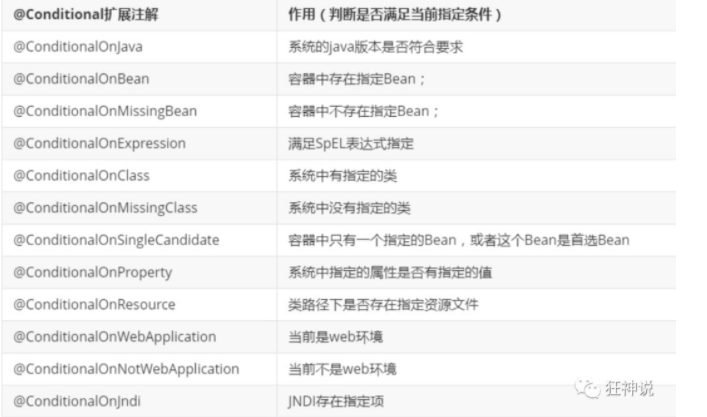 @Conditional扩展注解 作用（判断是否满足当前指定条件）
@ConditionalOnJava 系统的java版本是否符合要求
@ConditionalOnBean 容器中存在指定Bean；
@ConditionalOnMissingBean 容器中不存在指定Bean；
@ConditionalOnExpression 满足SpEL表达式指定
@ConditionalOnClass 系统中有指定的类
@ConditionalOnMissingClass 系统中没有指定的类
@ConditionalOnSingleCandidate 容器中只有一个指定的Bean，或者这个Bean是首选Bean
@ConditionalOnProperty 系统中指定的属性是否有指定的值
@ConditionalOnResource 类路径下是否存在指定资源文件
@ConditionalOnWebApplication 当前是web环境
@ConditionalOnNotWebApplication 当前不是web环境
@ConditionalOnJndi JNDI存在指定项
狂神说